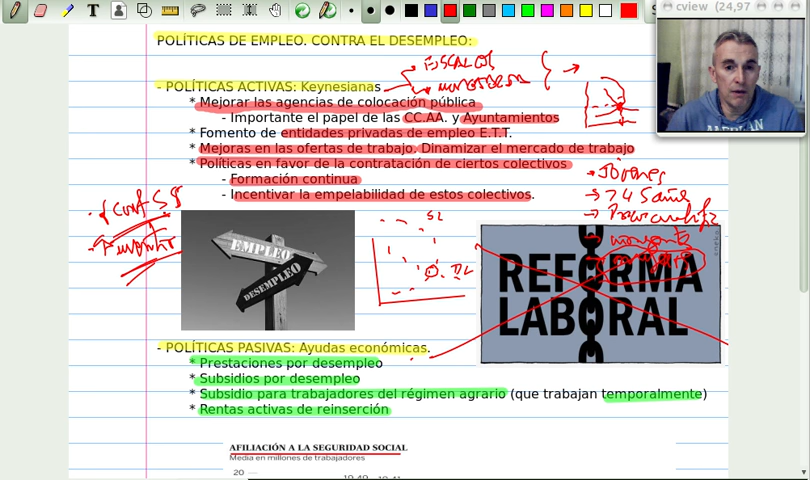 cview (24,97
POLÍTICAS DE EMPLEO. CONTRA EL DESEMPLEO:
- POLÍTICAS ACTIVAS: Keynesianas
* Mejorar las agencias de colocación pública
- Importante el papel de las CC.AA. y Ayuntamientos
* Fomento de entidades privadas de empleo E.T.T.
* Mejoras en las ofertas de trabajo. Dinamizar el mercado de trabajo
* Políticas en favor de la contratación de ciertos colectivos
- Formación continua
- Incentivar la empelabilidad de estos colectivos.
Jóvenes
> 45 años
EMPLEO
DESEMPLEO
REFORMA
LABORAL
- POLÍTICAS PASIVAS: Ayudas económicas.
* Prestaciones por desempleo
* Subsidios por desempleo
* Subsidio para trabajadores del régimen agrario (que trabajan temporalmente)
* Rentas activas de reinserción
AFILIACIÓN A LA SEGURIDAD SOCIAL
Media en millones de trabajadores
20